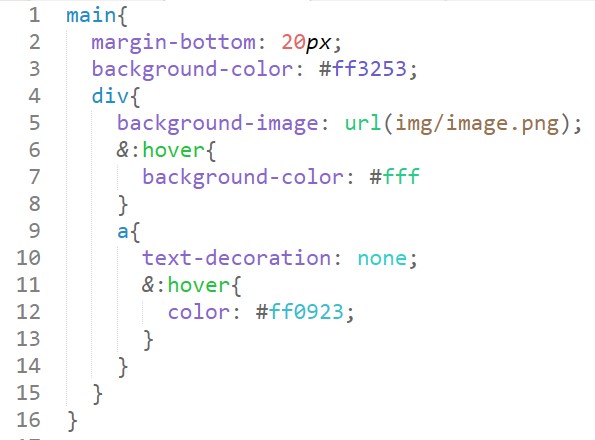 1 main{
2 margin-bottom: 20px;
3 background-color: #ff3253;
4 div{
5 background-image: url(img/image.png);
6 &:hover{
7 background-color: #fff
8 }
9 a{
10 text-decoration: none;
11 &:hover{
12 color: #ff0923;
13 }
14 }
15 }
16 }